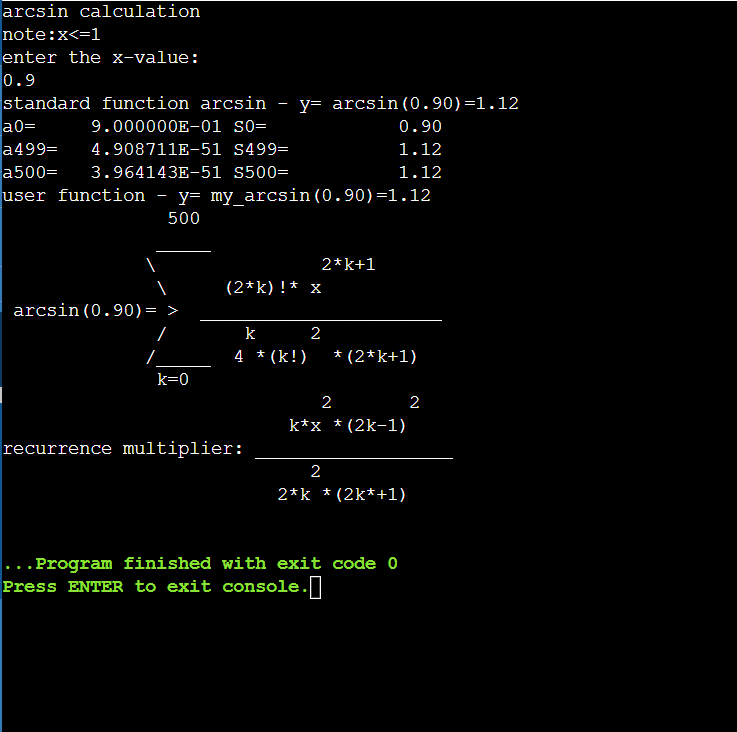 arcsin calculation
note:x<=1
enter the x-value:
0.9
standard function arcsin - y= arcsin(0.90)=1.12
a0=     9.000000E-01 S0=            0.90
a499=   4.908711E-51 S499=          1.12
a500=   3.964143E-51 S500=          1.12
user function - y= my_arcsin(0.90)=1.12
               500
              _____
             \               2*k+1
              \     (2*k)!* x
 arcsin(0.90)= >  ______________________
              /       k     2
             /_____  4 *(k!)  *(2*k+1)
              k=0
                             2       2
                          k*x *(2k-1)
recurrence multiplier: __________________
                            2
                         2*k *(2k*+1)
...Program finished with exit code 0
Press ENTER to exit console.